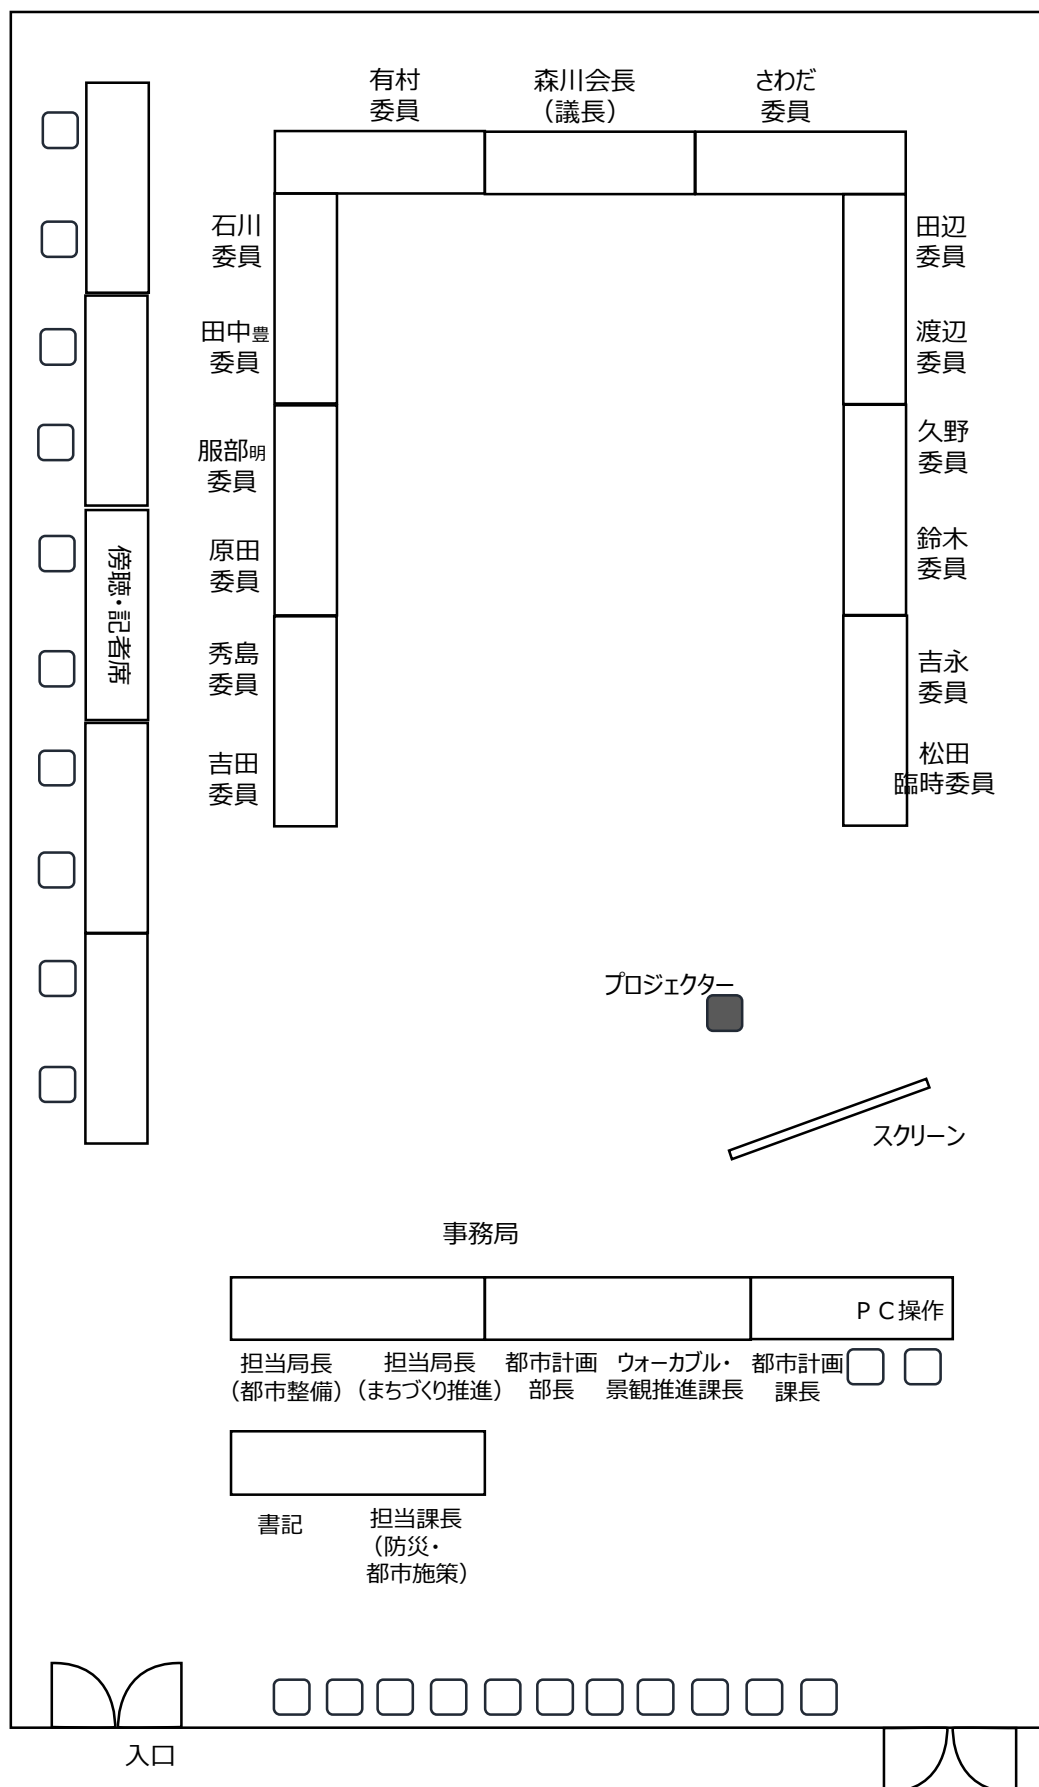 有村
委員
森川会長
（議長）
さわだ
委員
石川
委員
田中豊
委員
服部明
委員
原田
委員
秀島
委員
吉田
委員
田辺
委員
渡辺
委員
久野
委員
鈴木
委員
吉永
委員
松田
臨時委員
傍聴・記者席
プロジェクター
スクリーン
事務局
ＰＣ操作
担当局長
（都市整備）
担当局長
（まちづくり推進）
都市計画
部長
ウォーカブル・
景観推進課長
都市計画
課長
書記
担当課長
（防災・
都市施策）
入口